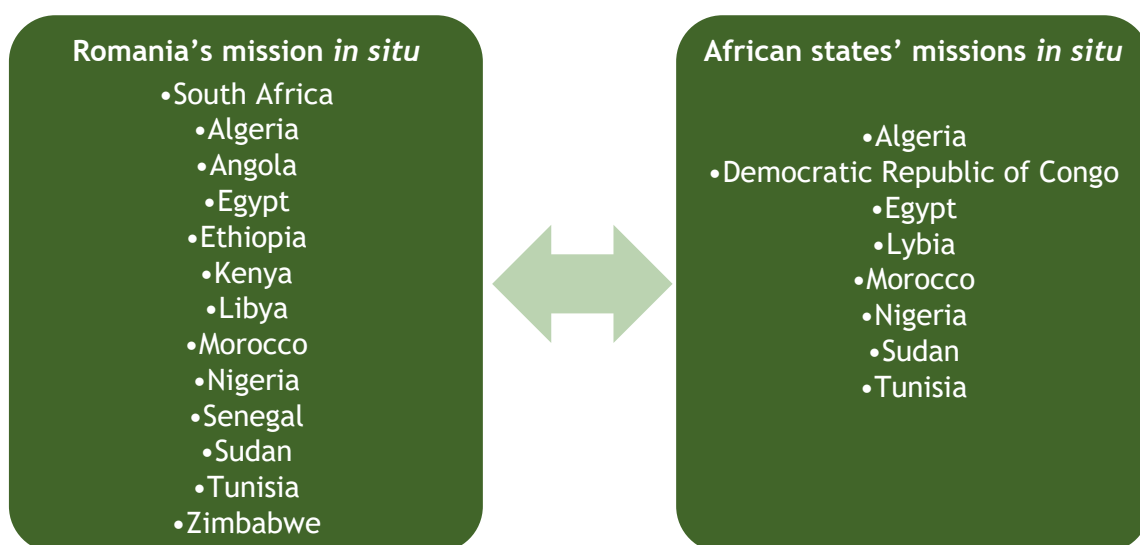 Romania’s mission in situ
•South Africa
•Algeria
•Angola
•Egypt
•Ethiopia
•Kenya
•Libya
•Morocco
•Nigeria
•Senegal
•Sudan
•Tunisia
•Zimbabwe
African states’ missions in situ
•Algeria
•Democratic Republic of Congo
•Egypt
•Lybia
•Morocco
•Nigeria
•Sudan
•Tunisia